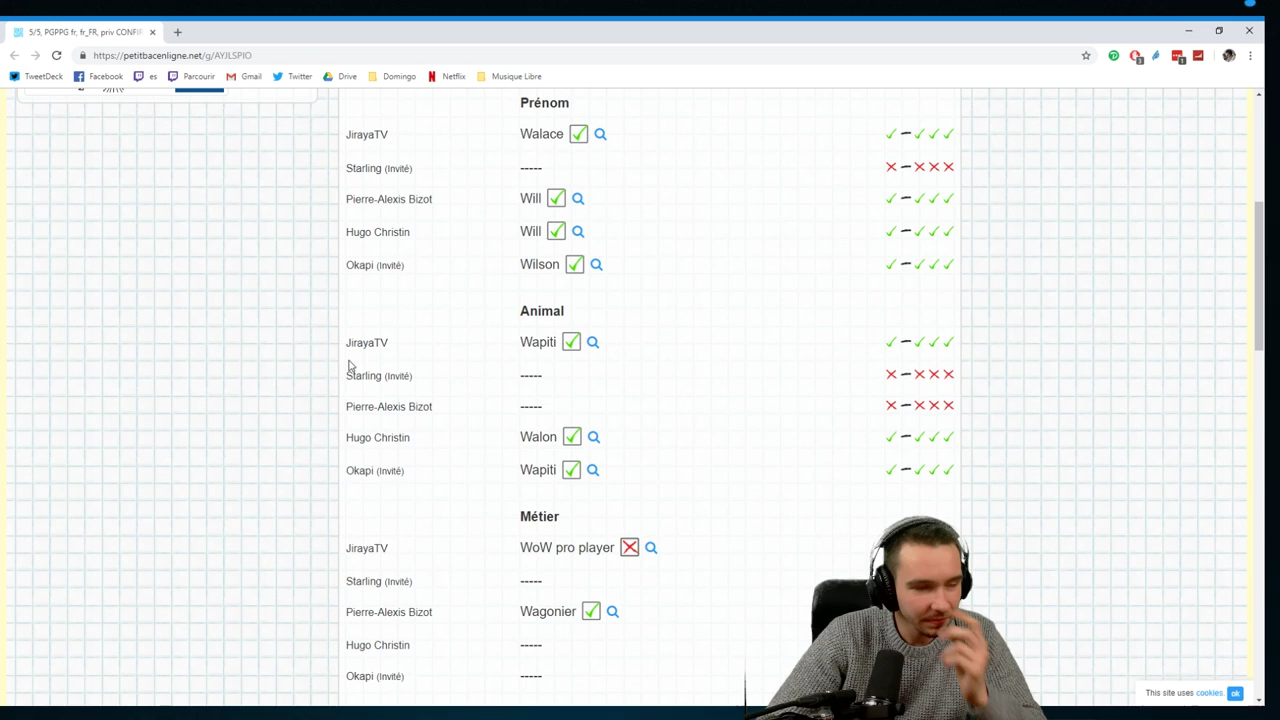 5/5, PGPPG fr, fr_FR, priv CONFIR
https://petitbacenligne.net/g/AYJLSPIO
TweetDeck Facebook es Parcourir Gmail Twitter Drive Domingo Netflix Musique Libre
Prénom
JirayaTV Walace
Starling (Invité) -----
Pierre-Alexis Bizot Will
Hugo Christin Will
Okapi (Invité) Wilson
Animal
JirayaTV Wapiti
Starling (Invité) -----
Pierre-Alexis Bizot -----
Hugo Christin Walon
Okapi (Invité) Wapiti
Métier
JirayaTV WoW pro player
Starling (Invité) -----
Pierre-Alexis Bizot Wagonier
Hugo Christin -----
Okapi (Invité) -----
This site uses cookies. ok